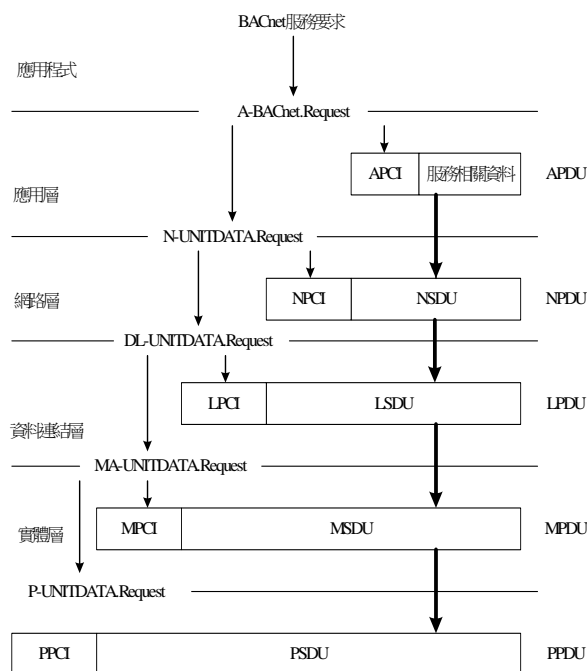 BACnet服務要求
應用程式
A-BACnet.Request
APCI
服務相關資料
APDU
應用層
N-UNITDATA.Request
NPCI
NSDU
NPDU
網路層
DL-UNITDATA.Request
LPCI
LSDU
LPDU
資料連結層
MA-UNITDATA.Request
MPCI
MSDU
MPDU
實體層
P-UNITDATA.Request
PPCI
PSDU
PPDU